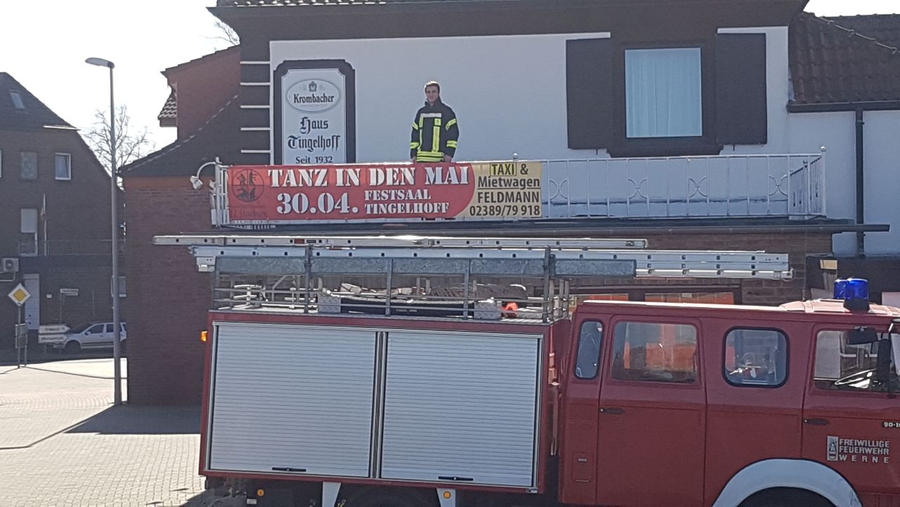 Krombacher
Haus
Tingelhoff
Seit 1932
TANZ IN DEN MAI
30.04. FESTSAAL
TINGELHOFF
TAXI &
Mietwagen
FELDMANN
02389/79 918
FREIWILLIGE
FEUERWEHR
WERNE